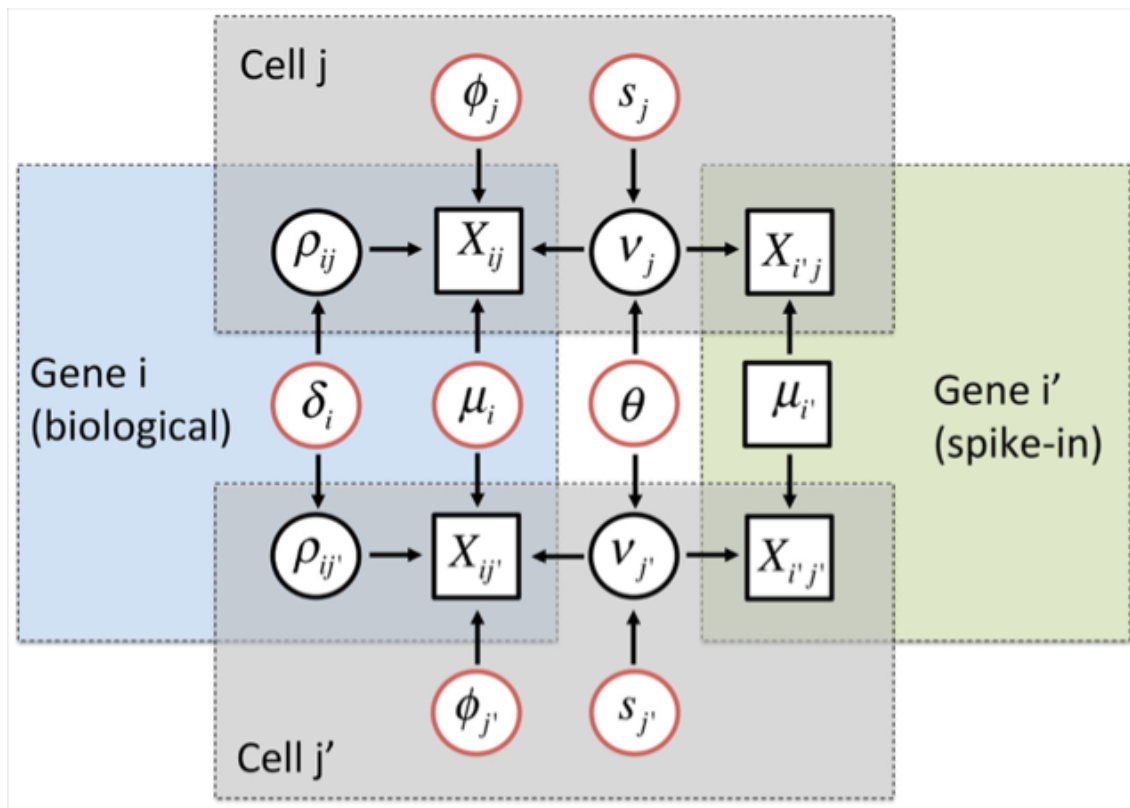 Cell j
ϕ_j
s_j
ρ_ij
X_ij
ν_j
X_i'j
Gene i
(biological)
δ_i
μ_i
θ
μ_i'
Gene i’
(spike-in)
ρ_ij'
X_ij'
ν_j'
X_i'j'
ϕ_j'
s_j'
Cell j’